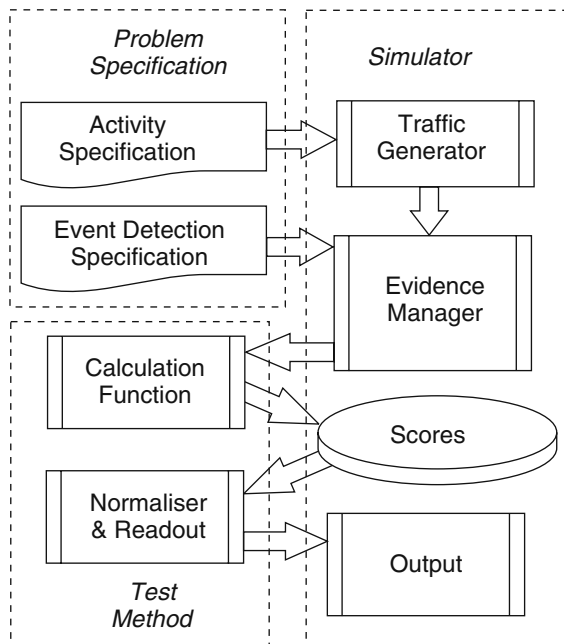 Problem
Specification
Simulator
Activity
Specification
Traffic
Generator
Event Detection
Specification
Evidence
Manager
Calculation
Function
Scores
Normaliser
& Readout
Output
Test
Method